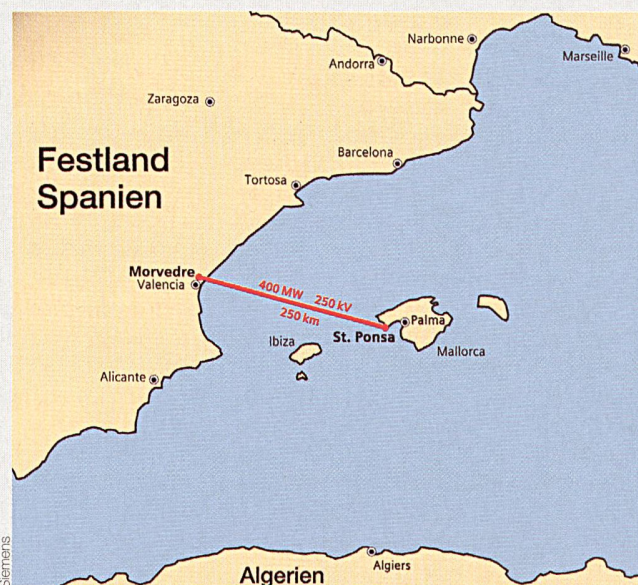 Narbonne
Marseille
Andorra
Zaragoza
Barcelona
Festland
Spanien
Tortosa
Morvedre
Valencia
400 MW 250 kV
250 km
Palma
St. Ponsa
Ibiza
Mallorca
Alicante
Siemens
Algiers
Algerien